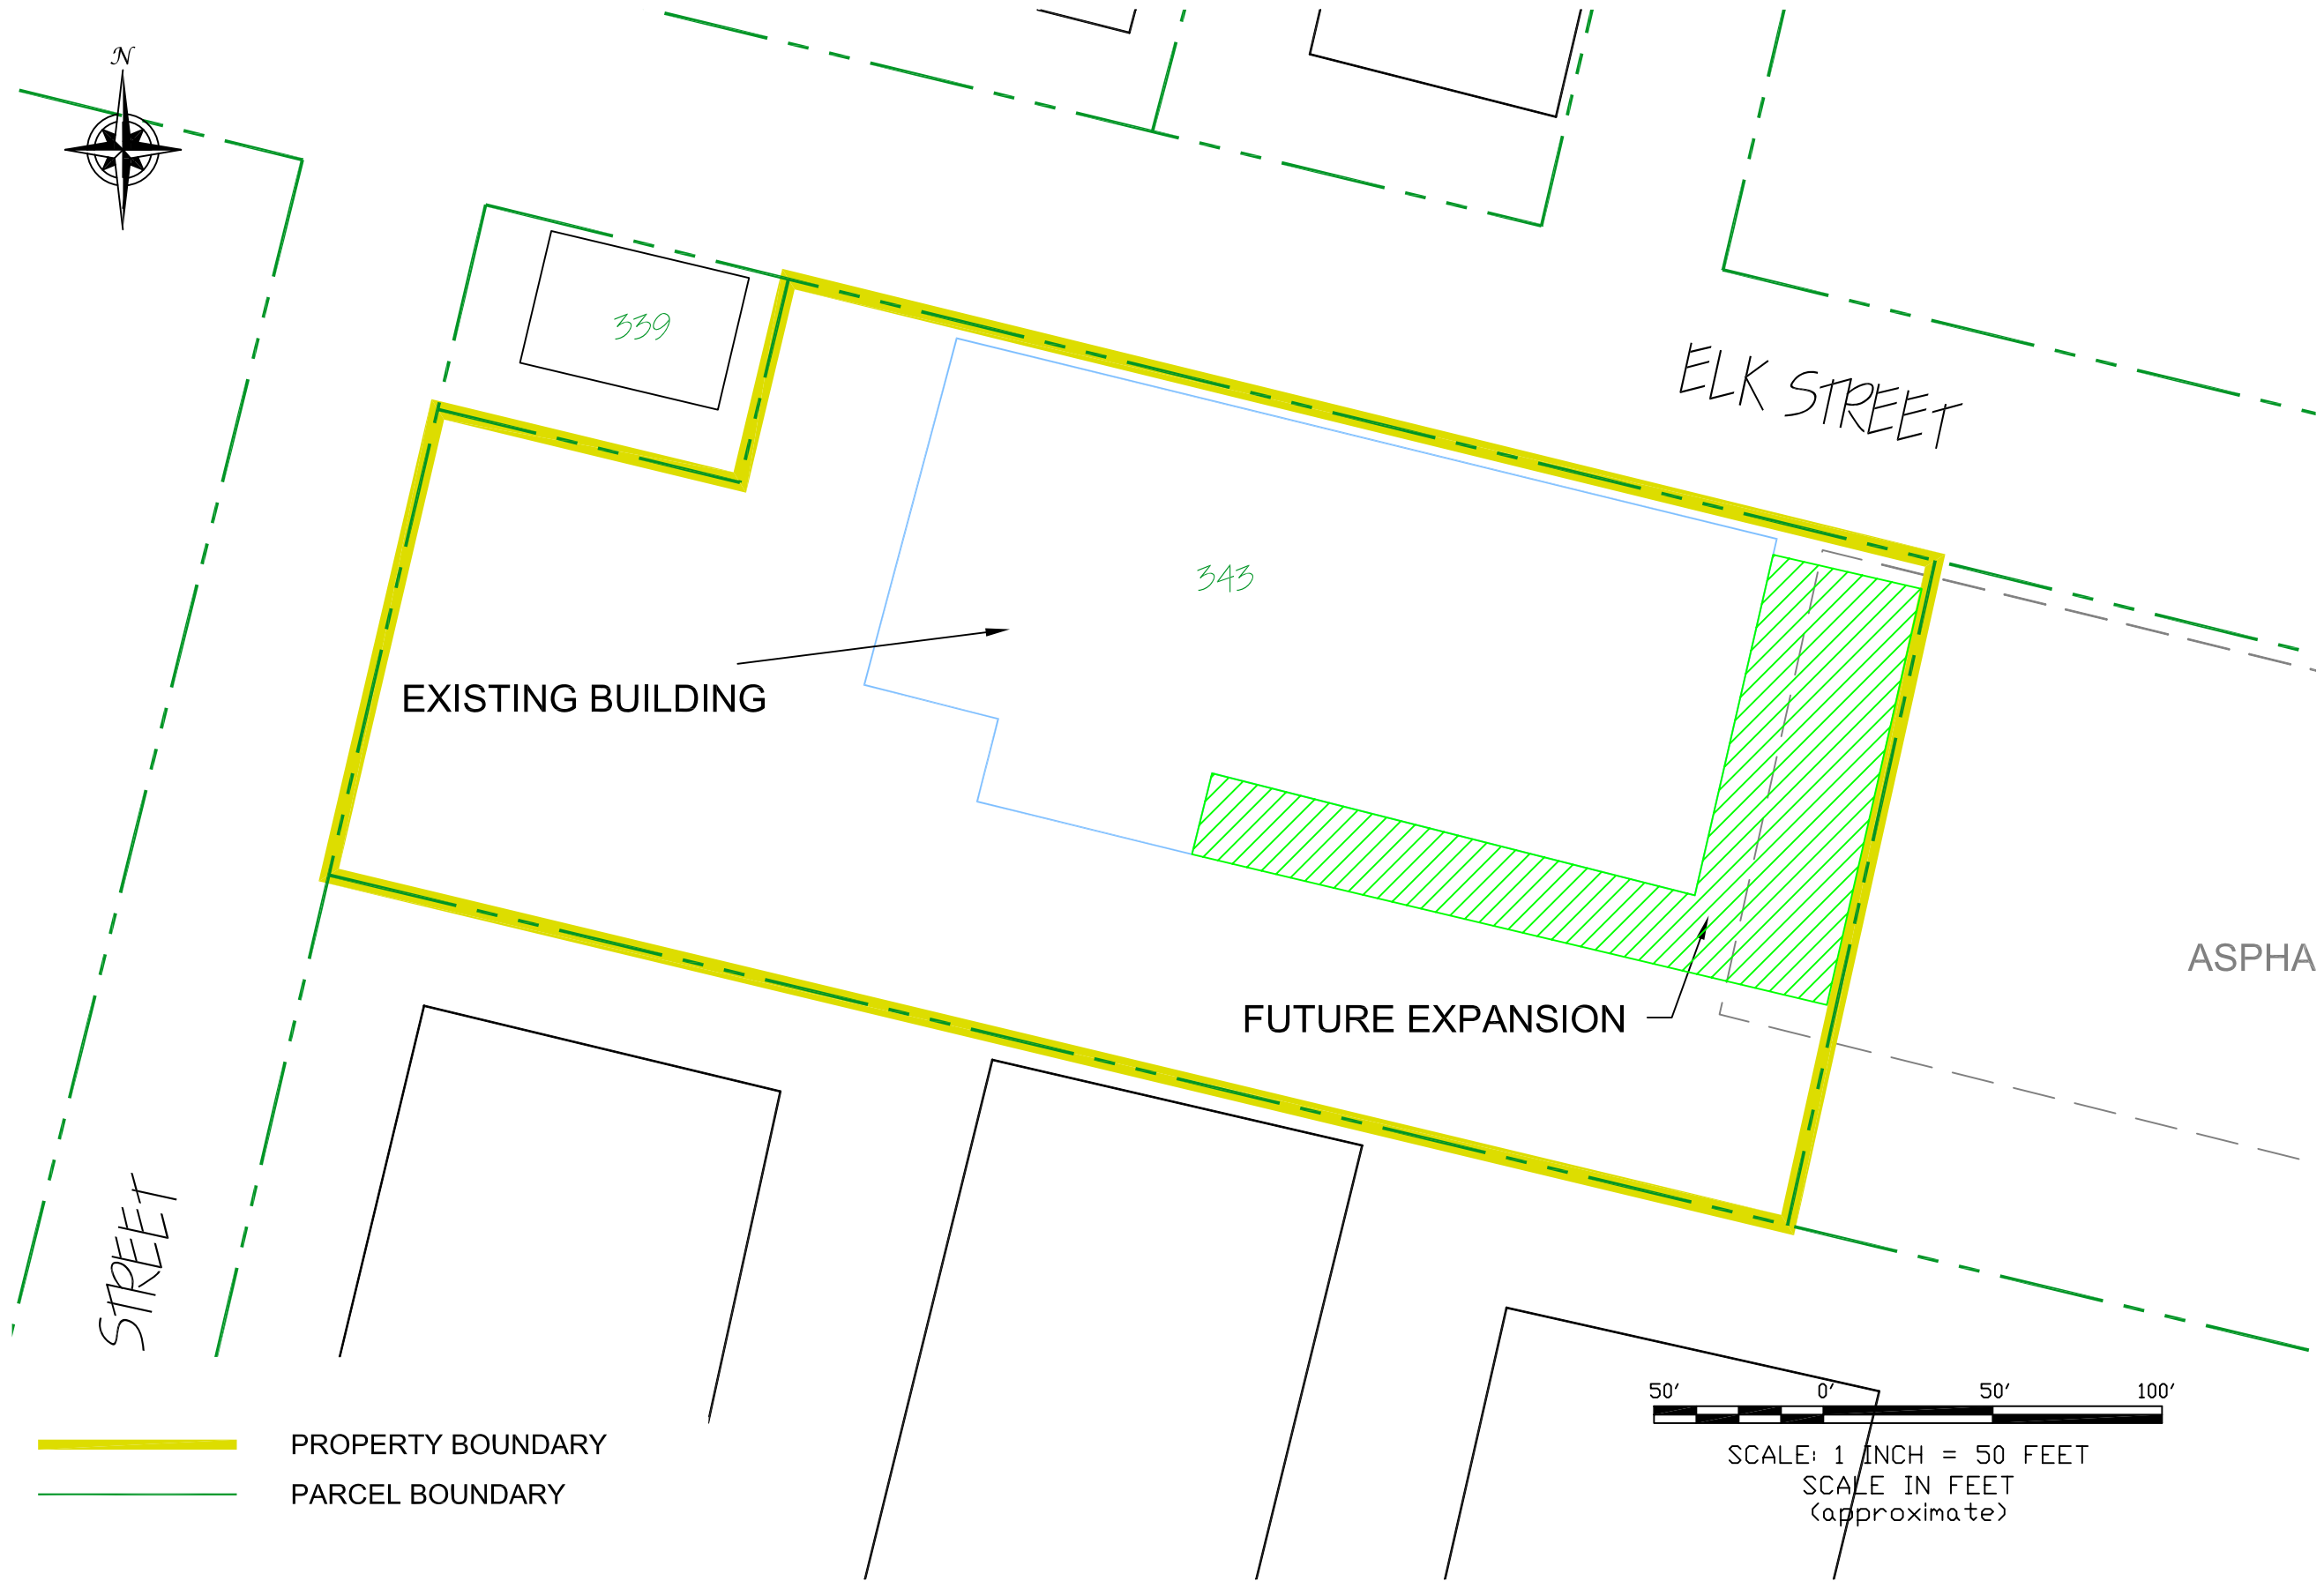 N
339
ELK STREET
343
EXISTING BUILDING
ASPHA
FUTURE EXPANSION
STREET
50' 0' 50' 100'
SCALE: 1 INCH = 50 FEET
SCALE IN FEET
(approximate)
PROPERTY BOUNDARY
PARCEL BOUNDARY